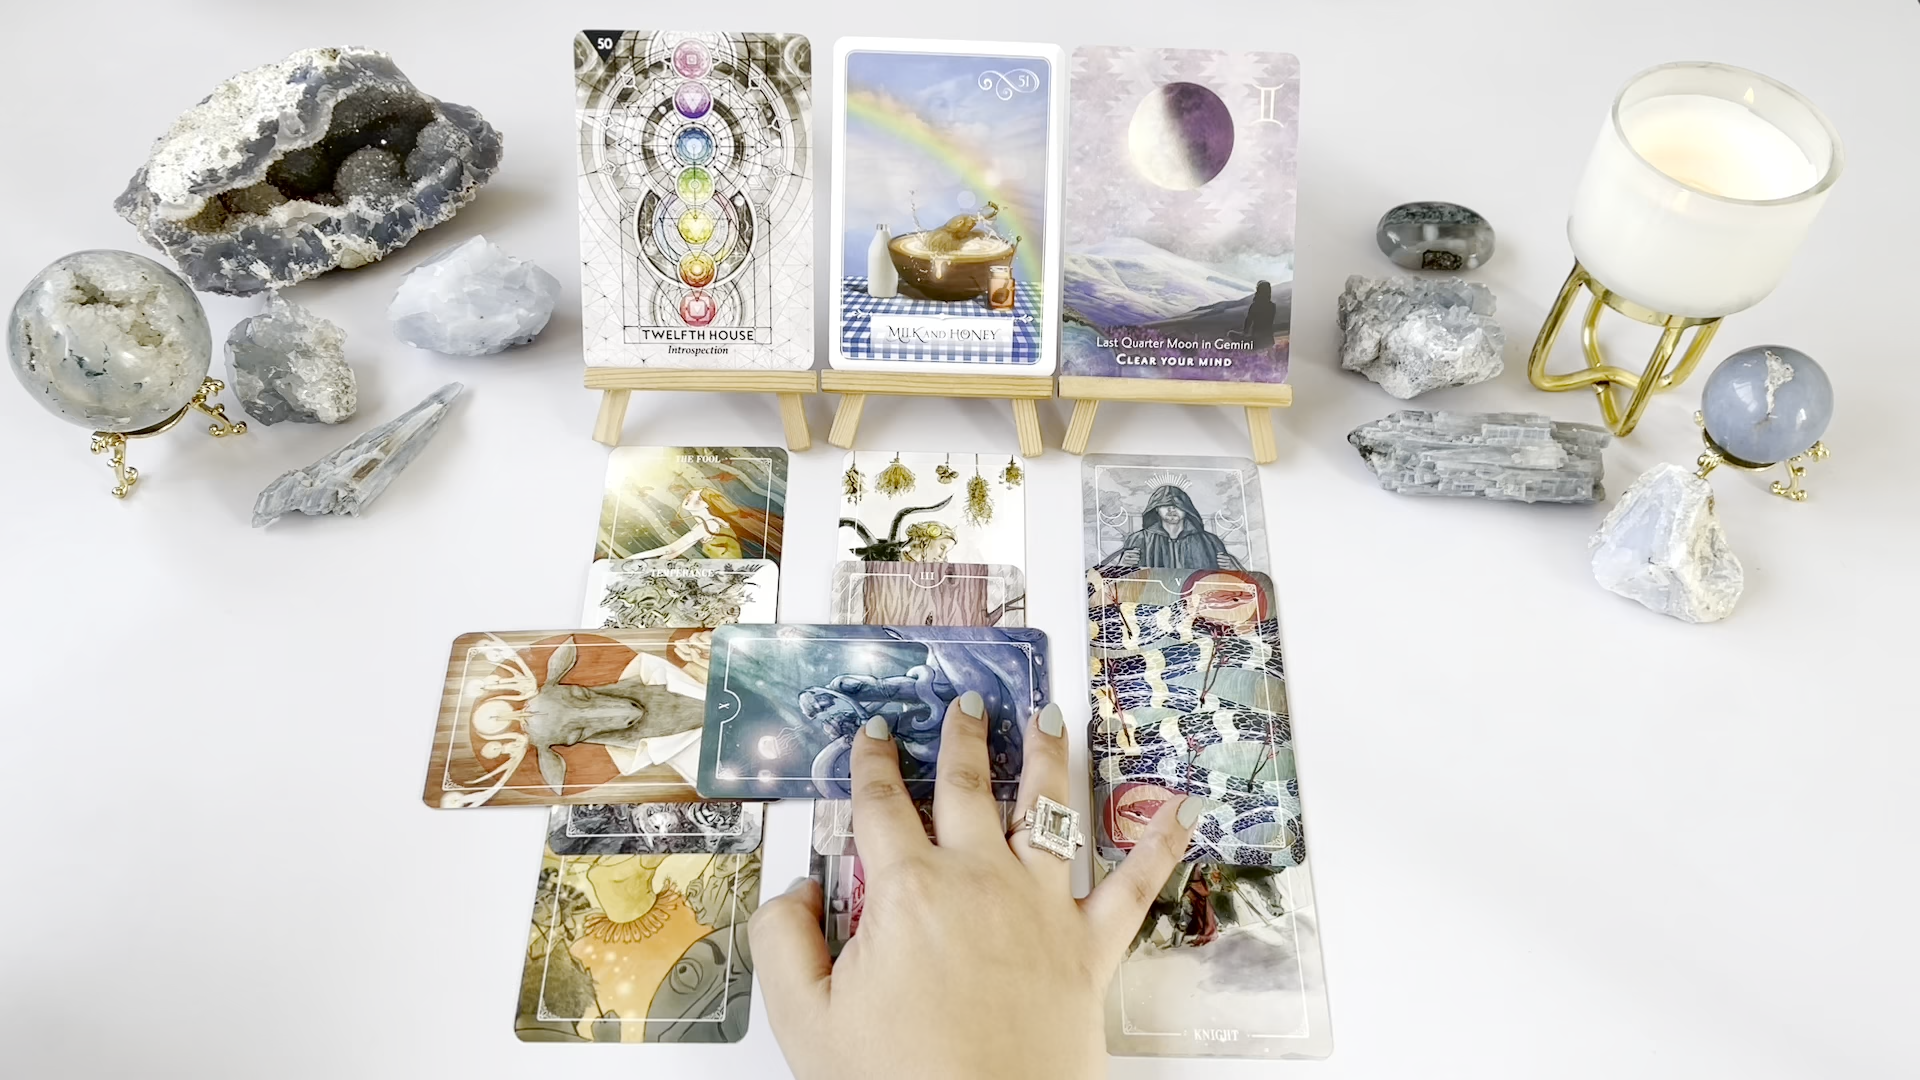 50
TWELFTH HOUSE
Introspection
51
MILK AND HONEY
Last Quarter Moon in Gemini
CLEAR YOUR MIND
THE FOOL
TEMPERANCE
III
V
X
KNIGHT